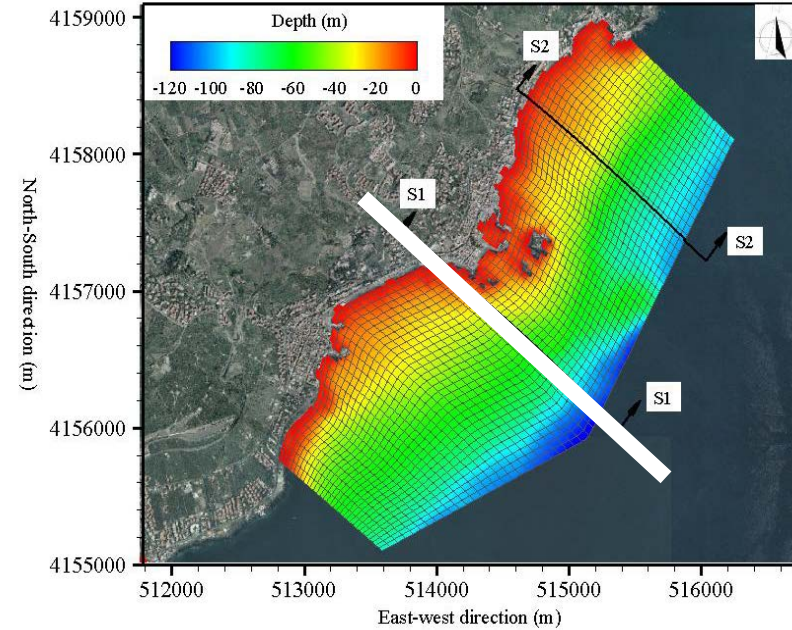 Depth (m)
-120 -100 -80 -60 -40 -20 0
S2
S1
S2
S1
4159000
4158000
4157000
4156000
4155000
North-South direction (m)
512000 513000 514000 515000 516000
East-west direction (m)